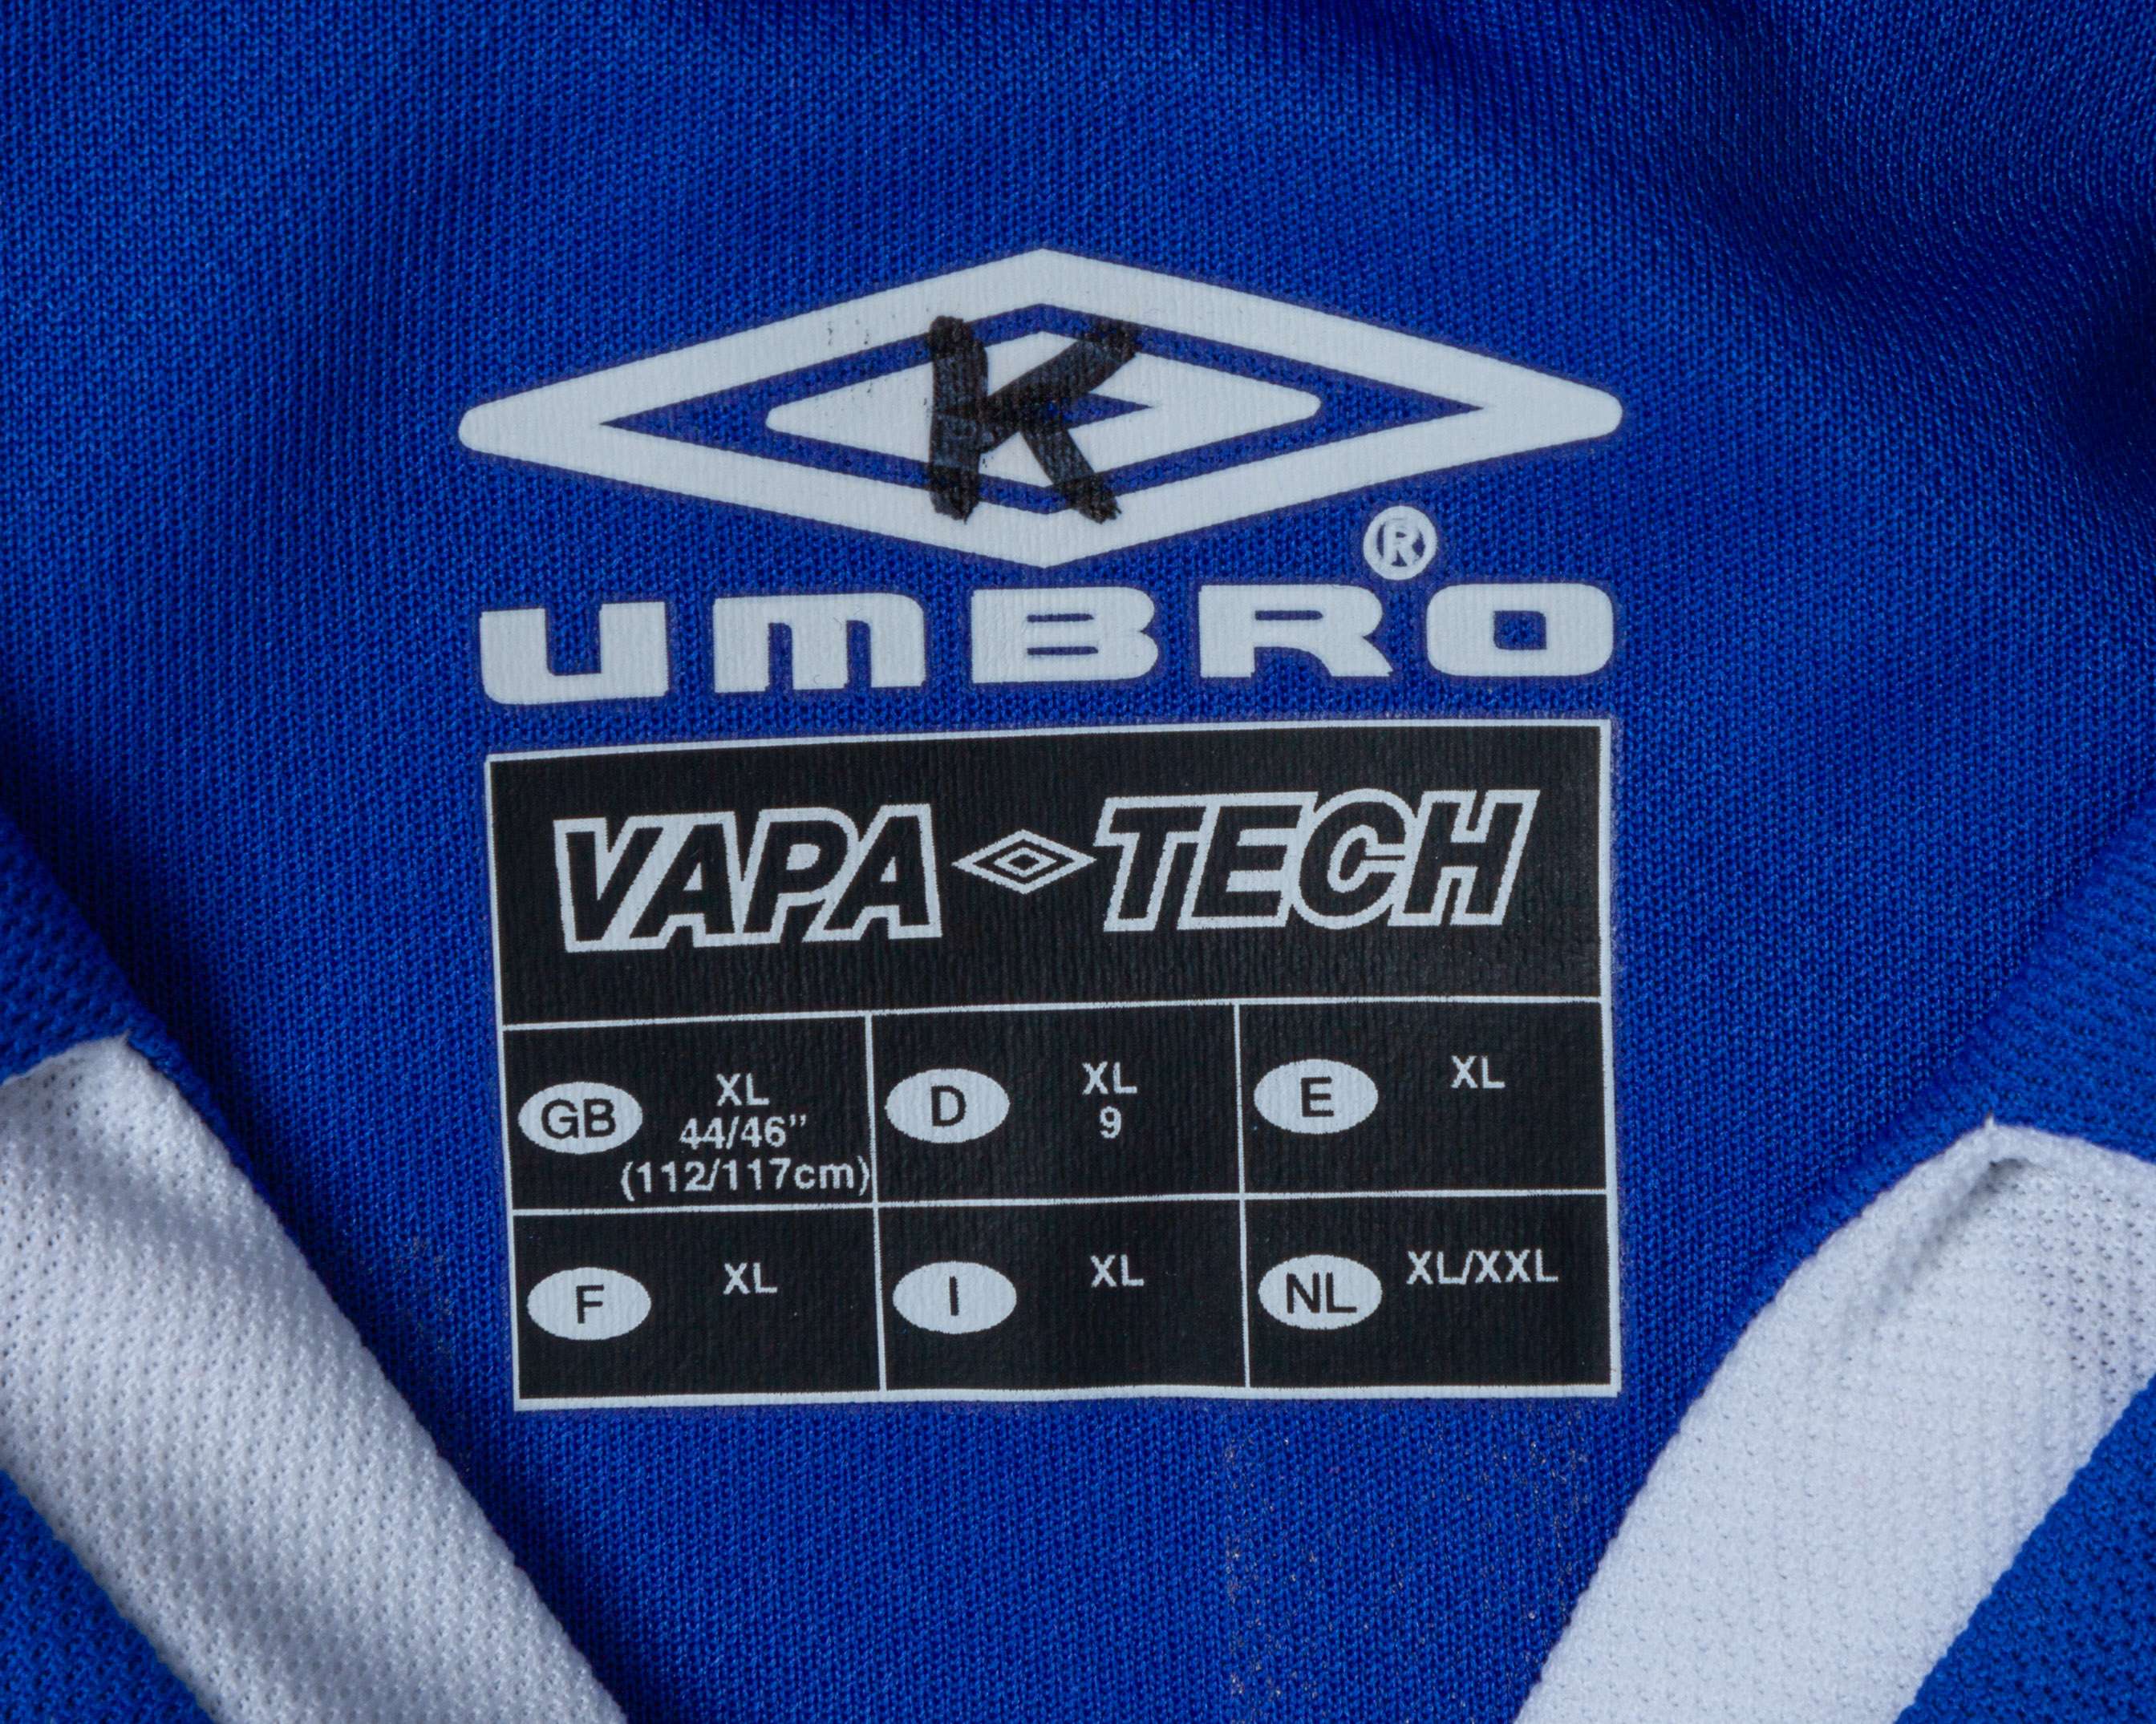 K
UMBRO®
VAPA TECH
GB XL
44/46”
(112/117cm)
D XL
9
E XL
F XL
I XL
NL XL/XXL